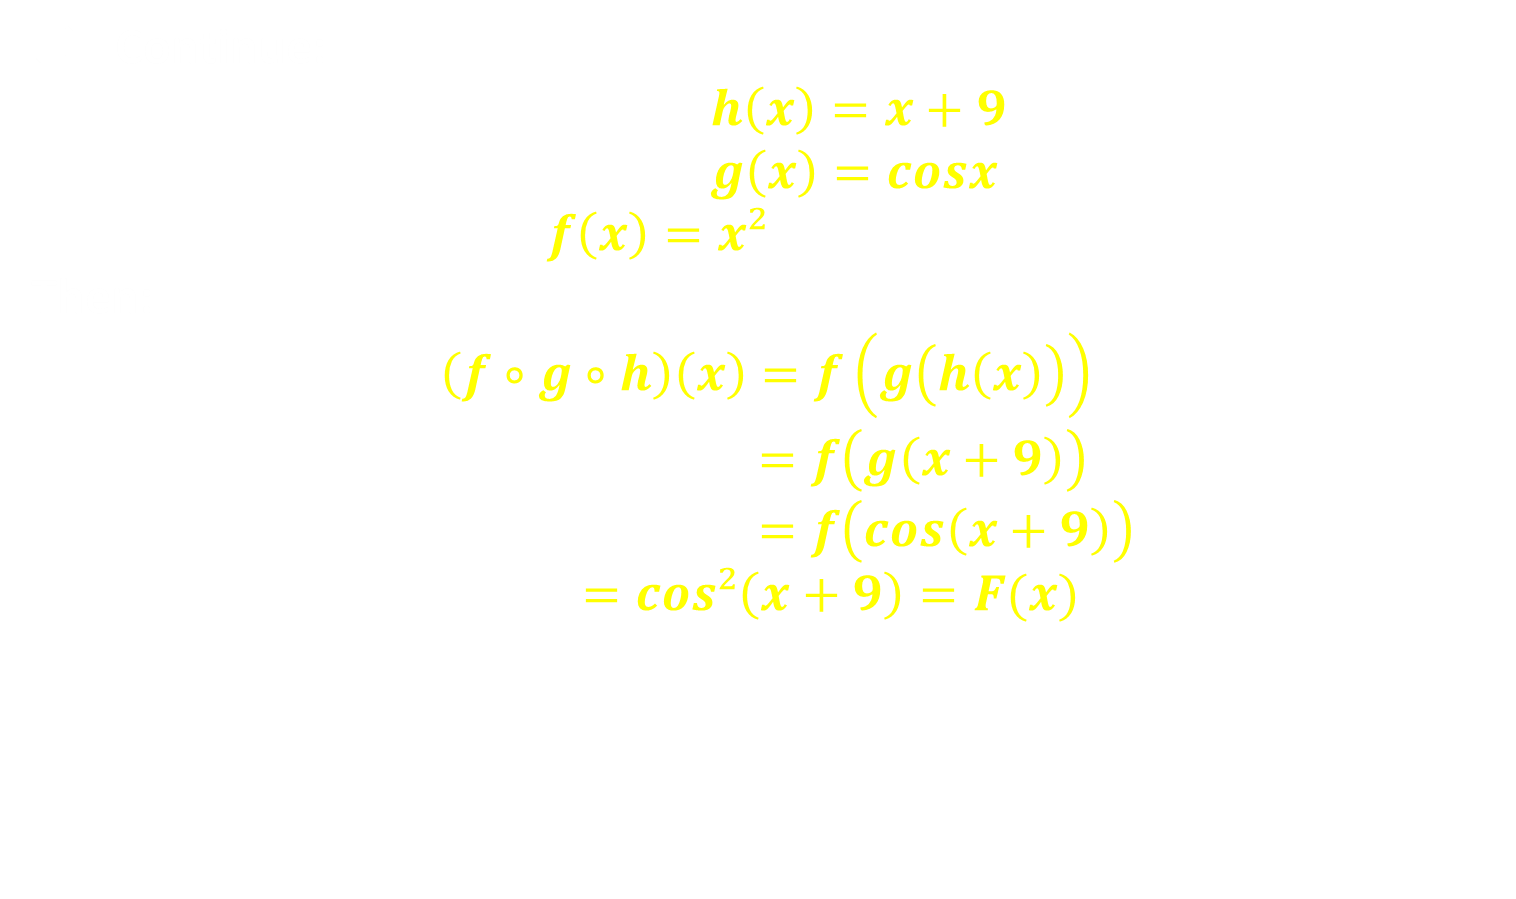 h(x) = x + 9
g(x) = cosx
f(x) = x²
(f ∘ g ∘ h)(x) = f(g(h(x)))
= f(g(x + 9))
= f(cos(x + 9))
= cos²(x + 9) = F(x)